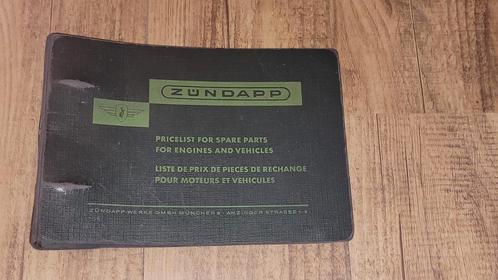 ZÜNDAPP
PRICELIST FOR SPARE PARTS
FOR ENGINES AND VEHICLES
LISTE DE PRIX DE PIECES DE RECHANGE
POUR MOTEURS ET VEHICULES
ZÜNDAPP-WERKE GMBH MÜNCHEN 8 · ANZINGER STRASSE 1-3